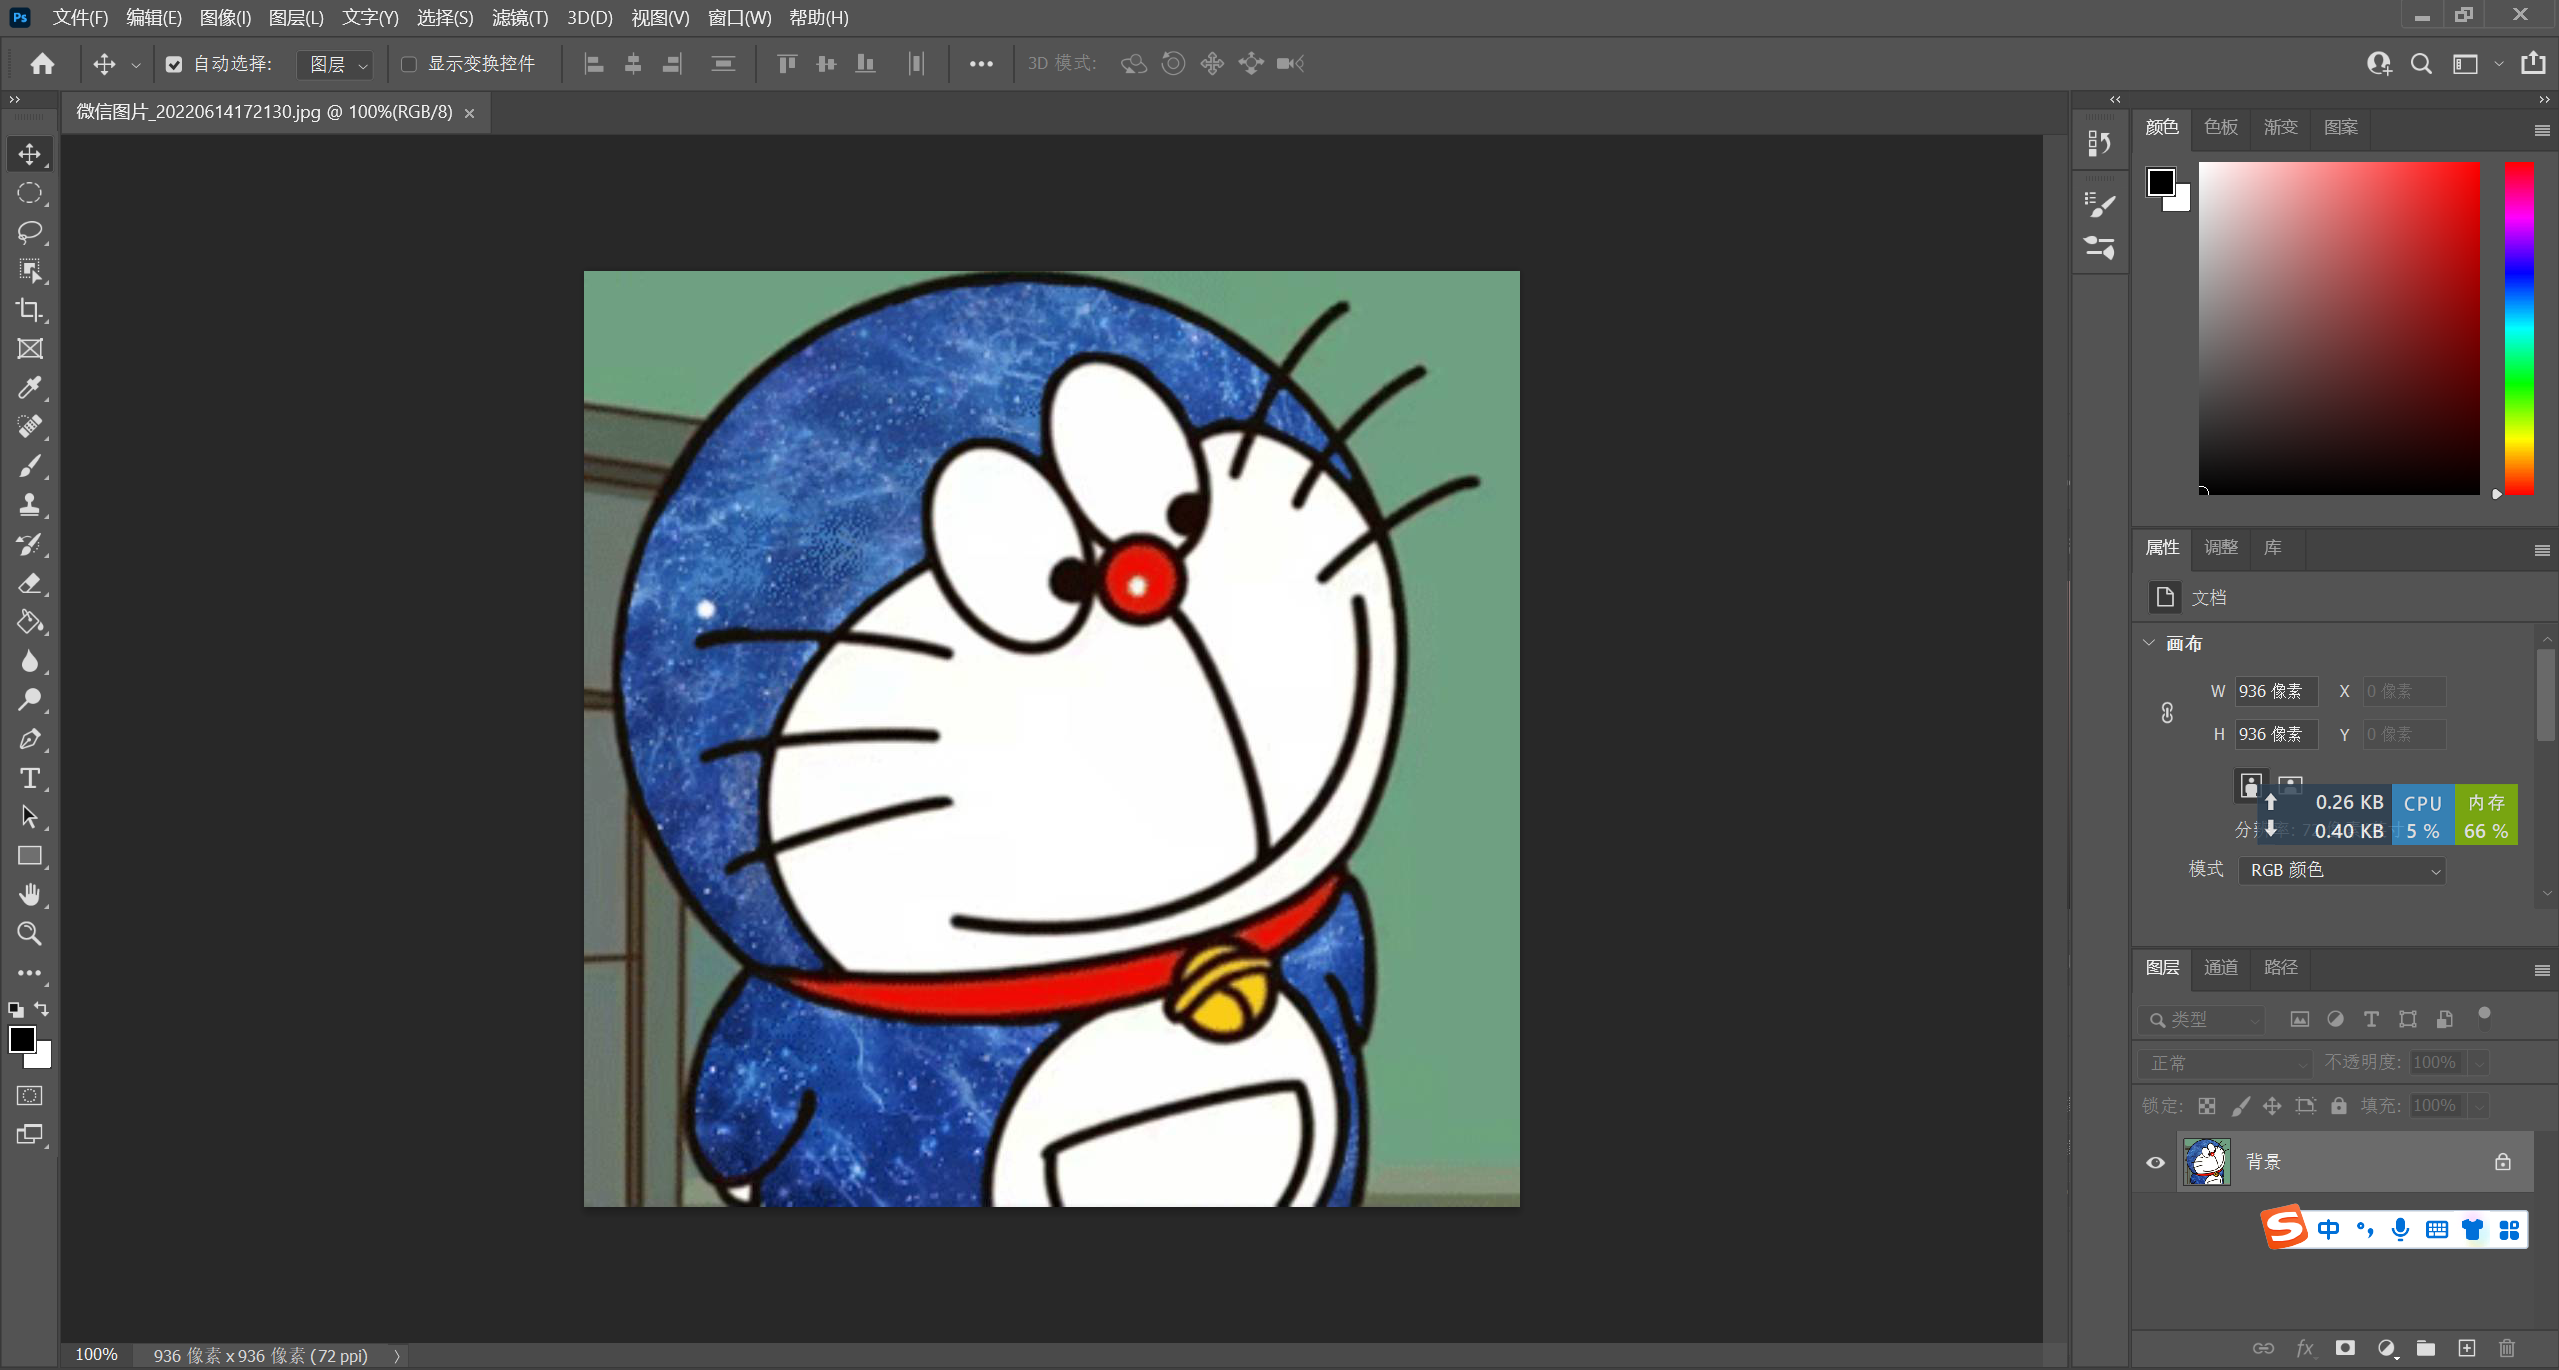 Ps 文件(F) 编辑(E) 图像(I) 图层(L) 文字(Y) 选择(S) 滤镜(T) 3D(D) 视图(V) 窗口(W) 帮助(H)
自动选择: 图层 显示变换控件 3D 模式:
微信图片_20220614172130.jpg @ 100%(RGB/8)
颜色 色板 渐变 图案
属性 调整 库
文档
画布
W 936 像素 X 0 像素
H 936 像素 Y 0 像素
0.26 KB CPU 内存
0.40 KB 5 % 66 %
模式 RGB 颜色
图层 通道 路径
类型
正常 不透明度: 100%
锁定: 填充: 100%
背景
S 中
fx
100% 936 像素 x 936 像素 (72 ppi)